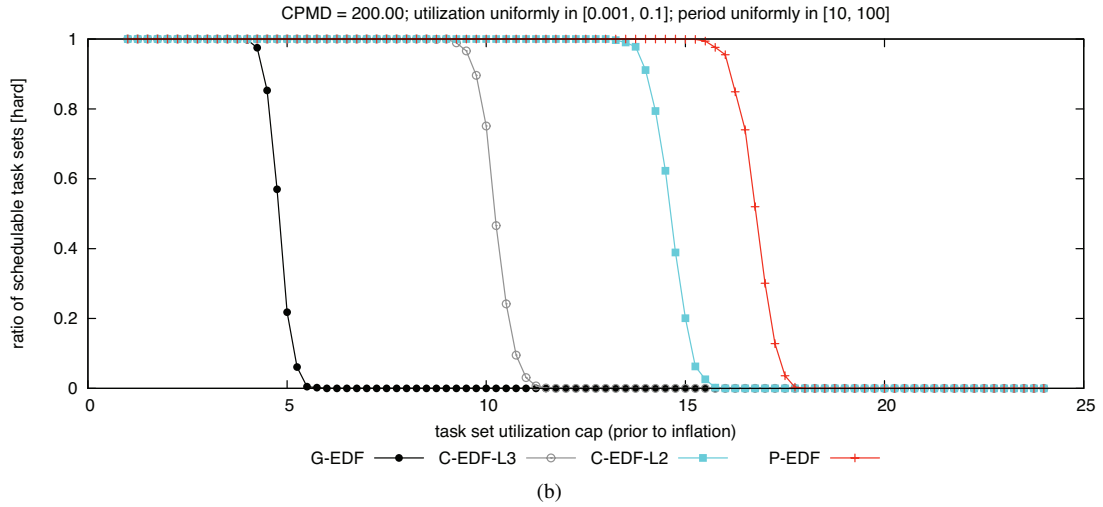 CPMD = 200.00; utilization uniformly in [0.001, 0.1]; period uniformly in [10, 100]
ratio of schedulable task sets [hard]
1
0.8
0.6
0.4
0.2
0
0 5 10 15 20 25
task set utilization cap (prior to inflation)
G-EDF C-EDF-L3 C-EDF-L2 P-EDF
(b)